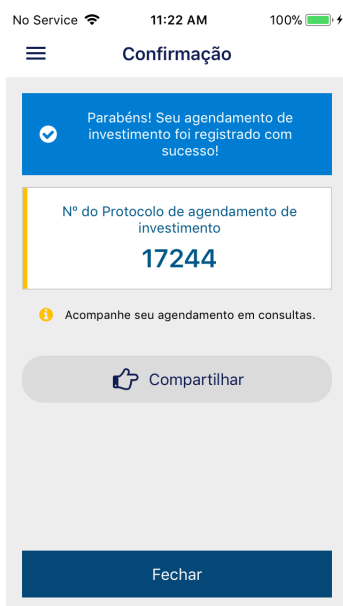 No Service 11:22 AM 100%
Confirmação
Parabéns! Seu agendamento de
investimento foi registrado com
sucesso!
Nº do Protocolo de agendamento de
investimento
17244
Acompanhe seu agendamento em consultas.
Compartilhar
Fechar